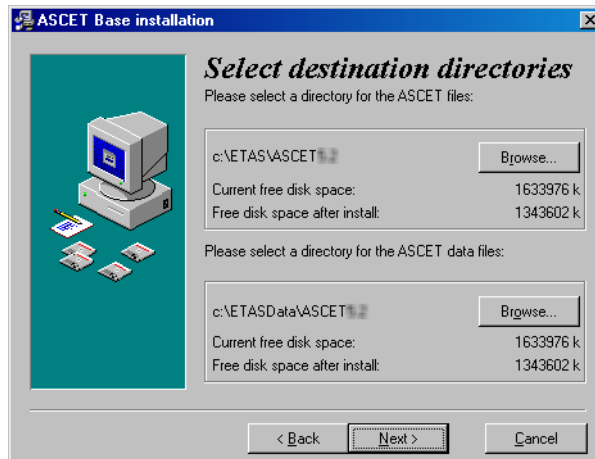 ASCET Base installation
Select destination directories
Please select a directory for the ASCET files:
c:\ETAS\ASCET
Browse...
Current free disk space: 1633976 k
Free disk space after install: 1343602 k
Please select a directory for the ASCET data files:
c:\ETASData\ASCET
Browse...
Current free disk space: 1633976 k
Free disk space after install: 1343602 k
< Back Next > Cancel